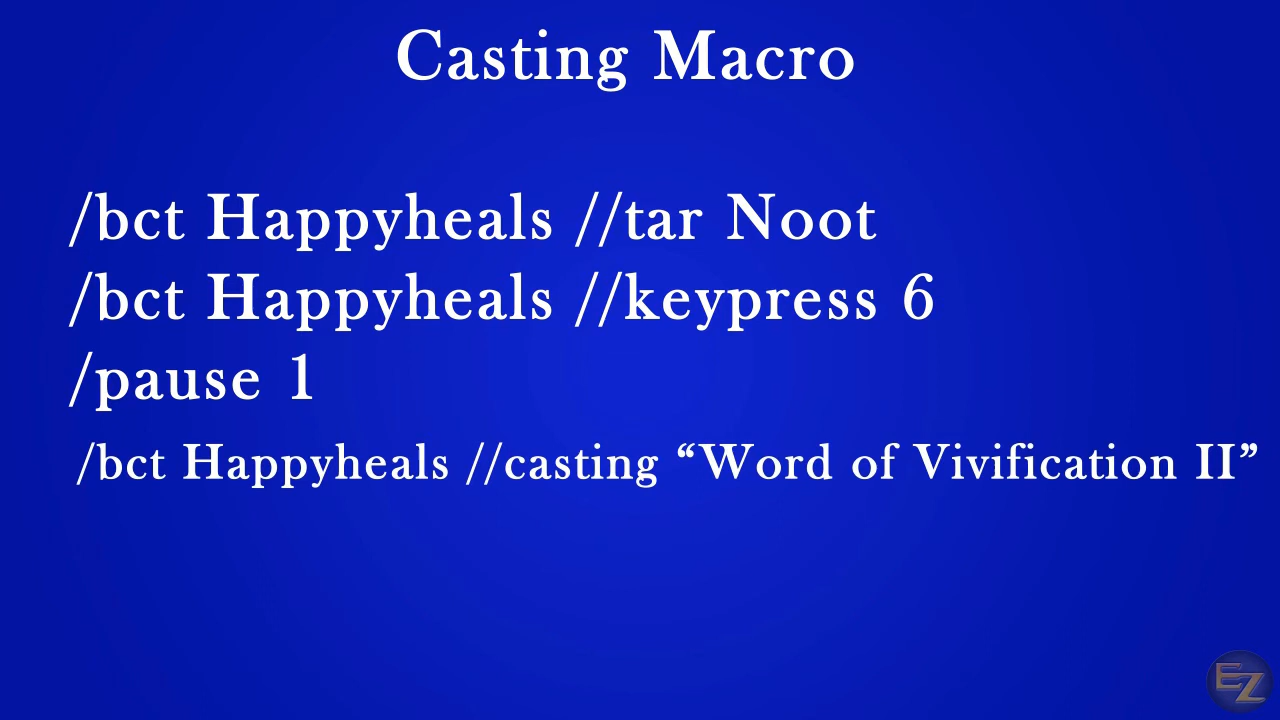 Casting Macro
/bct Happyheals //tar Noot
/bct Happyheals //keypress 6
/pause 1
/bct Happyheals //casting “Word of Vivification II”
EZ